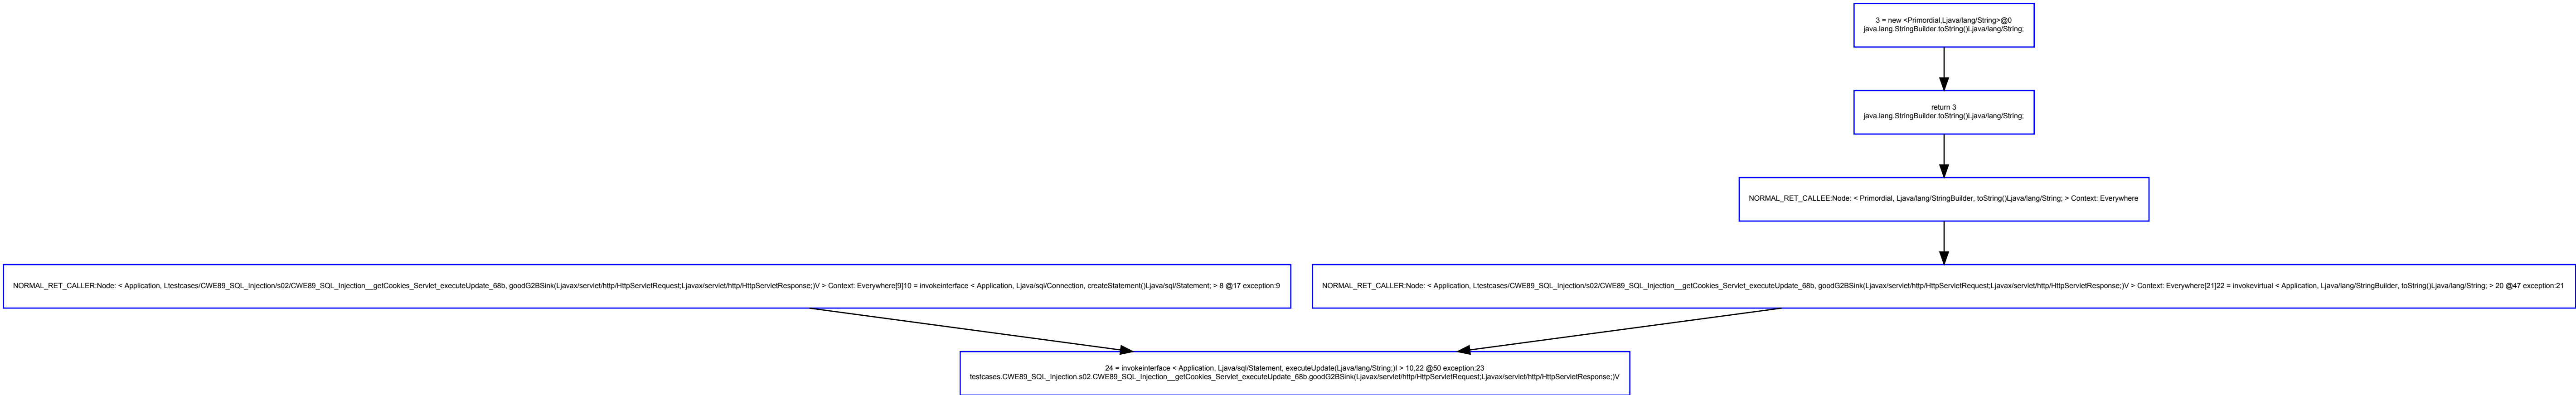 3 = new <Primordial,Ljava/lang/String>@0
java.lang.StringBuilder.toString()Ljava/lang/String;
return 3
java.lang.StringBuilder.toString()Ljava/lang/String;
NORMAL_RET_CALLEE:Node: < Primordial, Ljava/lang/StringBuilder, toString()Ljava/lang/String; > Context: Everywhere
NORMAL_RET_CALLER:Node: < Application, Ltestcases/CWE89_SQL_Injection/s02/CWE89_SQL_Injection__getCookies_Servlet_executeUpdate_68b, goodG2BSink(Ljavax/servlet/http/HttpServletRequest;Ljavax/servlet/http/HttpServletResponse;)V > Context: Everywhere[9]10 = invokeinterface < Application, Ljava/sql/Connection, createStatement()Ljava/sql/Statement; > 8 @17 exception:9
NORMAL_RET_CALLER:Node: < Application, Ltestcases/CWE89_SQL_Injection/s02/CWE89_SQL_Injection__getCookies_Servlet_executeUpdate_68b, goodG2BSink(Ljavax/servlet/http/HttpServletRequest;Ljavax/servlet/http/HttpServletResponse;)V > Context: Everywhere[21]22 = invokevirtual < Application, Ljava/lang/StringBuilder, toString()Ljava/lang/String; > 20 @47 exception:21
24 = invokeinterface < Application, Ljava/sql/Statement, executeUpdate(Ljava/lang/String;)I > 10,22 @50 exception:23
testcases.CWE89_SQL_Injection.s02.CWE89_SQL_Injection__getCookies_Servlet_executeUpdate_68b.goodG2BSink(Ljavax/servlet/http/HttpServletRequest;Ljavax/servlet/http/HttpServletResponse;)V